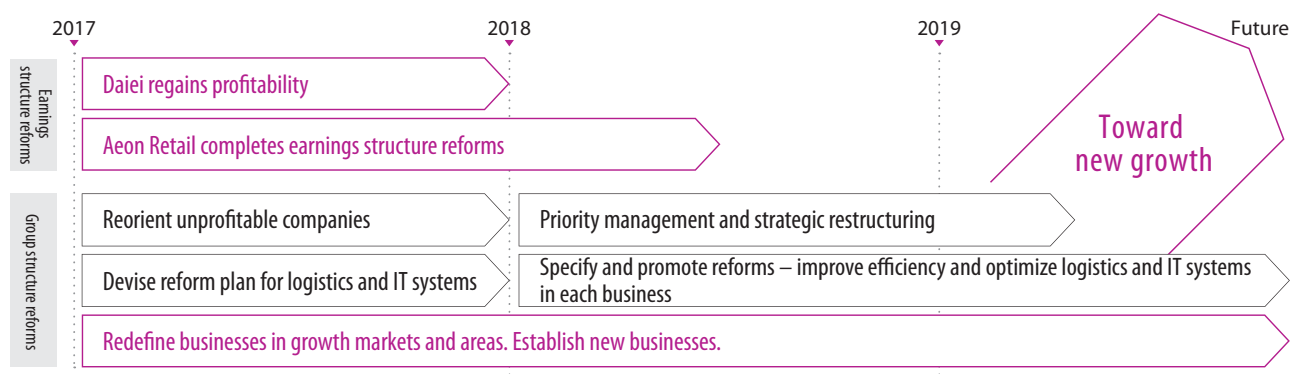 2017
2018
2019
Future
Earnings
structure reforms
Daiei regains profitability
Aeon Retail completes earnings structure reforms
Toward
new growth
Group structure reforms
Reorient unprofitable companies
Priority management and strategic restructuring
Devise reform plan for logistics and IT systems
Specify and promote reforms – improve efficiency and optimize logistics and IT systems
in each business
Redefine businesses in growth markets and areas. Establish new businesses.